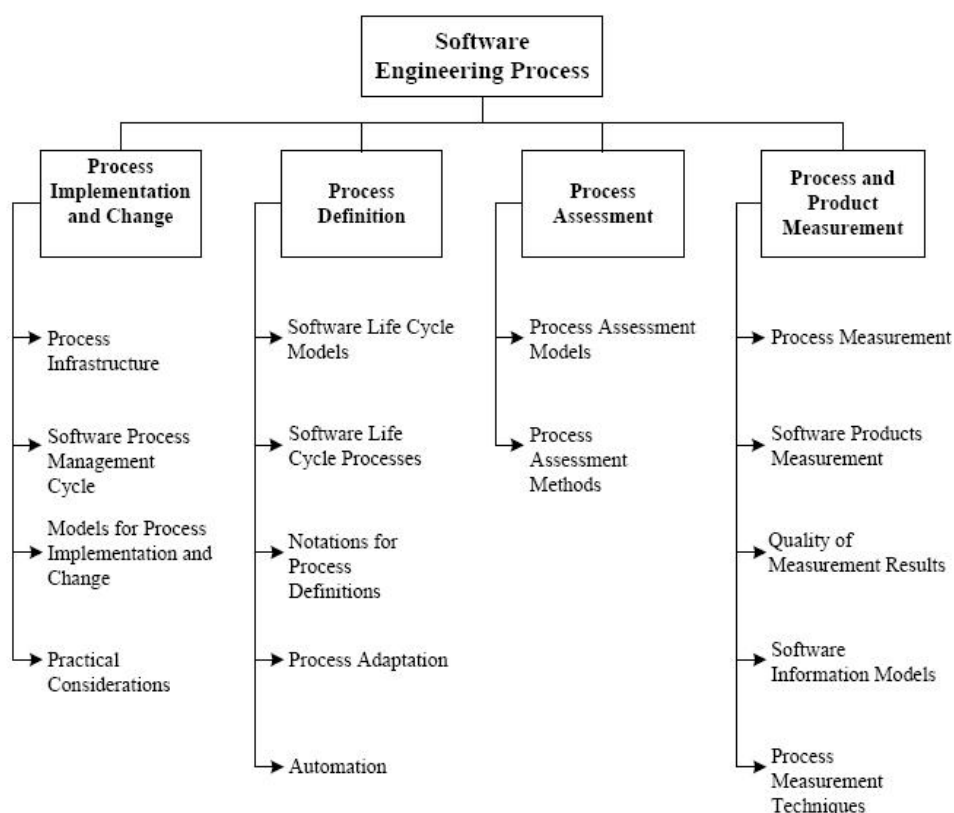 Software
Engineering Process
Process
Implementation
and Change
Process
Infrastructure
Software Process
Management
Cycle
Models for Process
Implementation and
Change
Practical
Considerations
Process
Definition
Software Life Cycle
Models
Software Life
Cycle Processes
Notations for
Process
Definitions
Process Adaptation
Automation
Process
Assessment
Process Assessment
Models
Process
Assessment
Methods
Process and
Product
Measurement
Process Measurement
Software Products
Measurement
Quality of
Measurement Results
Software
Information Models
Process
Measurement
Techniques